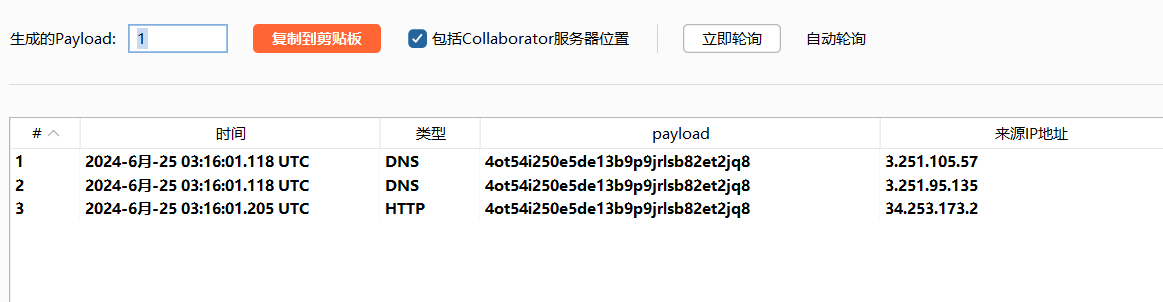 生成的Payload: 1 复制到剪贴板 包括Collaborator服务器位置 立即轮询 自动轮询
# 时间 类型 payload 来源IP地址
1 2024-6月-25 03:16:01.118 UTC DNS 4ot54i250e5de13b9p9jrlsb82et2jq8 3.251.105.57
2 2024-6月-25 03:16:01.118 UTC DNS 4ot54i250e5de13b9p9jrlsb82et2jq8 3.251.95.135
3 2024-6月-25 03:16:01.205 UTC HTTP 4ot54i250e5de13b9p9jrlsb82et2jq8 34.253.173.2